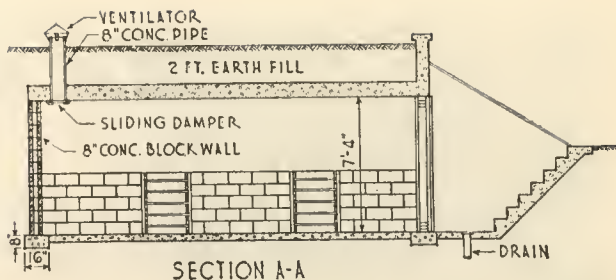 VENTILATOR
8" CONC. PIPE
2 FT. EARTH FILL
SLIDING DAMPER
8" CONC. BLOCK WALL
7'-4"
8"
16"
DRAIN
SECTION A-A